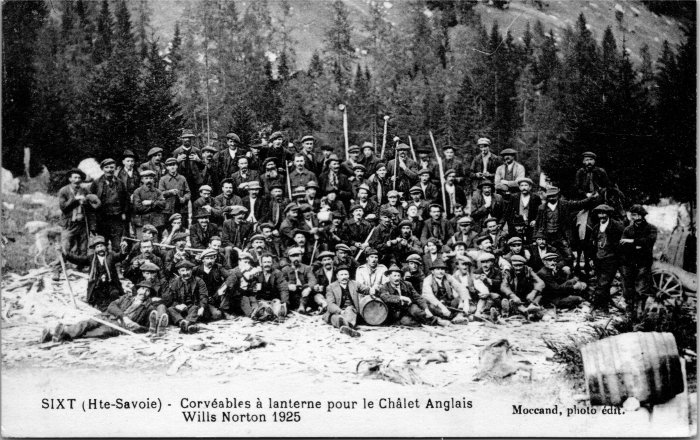 SIXT (Hte-Savoie) - Corvéables à lanterne pour le Châlet Anglais
Wills Norton 1925
Moccand, photo édit.